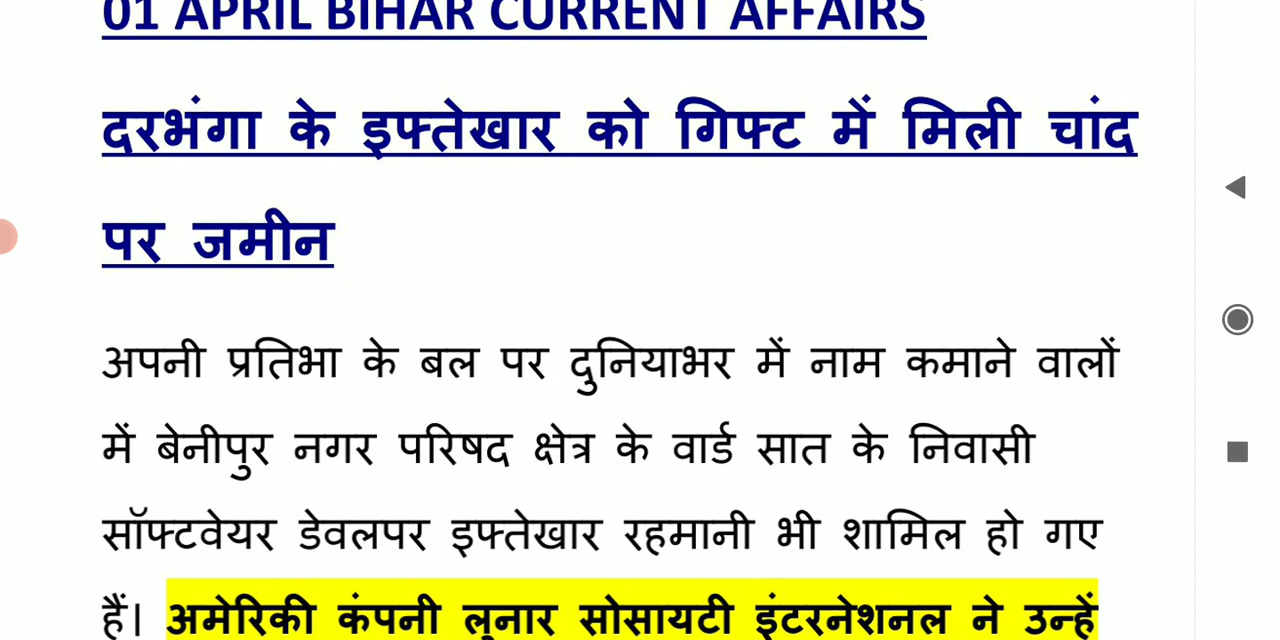 01 APRIL BIHAR CURRENT AFFAIRS
दरभंगा के इफ्तेखार को गिफ्ट में मिली चांद
पर जमीन
अपनी प्रतिभा के बल पर दुनियाभर में नाम कमाने वालों
में बेनीपुर नगर परिषद क्षेत्र के वार्ड सात के निवासी
सॉफ्टवेयर डेवलपर इफ्तेखार रहमानी भी शामिल हो गए
हैं। अमेरिकी कंपनी लूनार सोसायटी इंटरनेशनल ने उन्हें